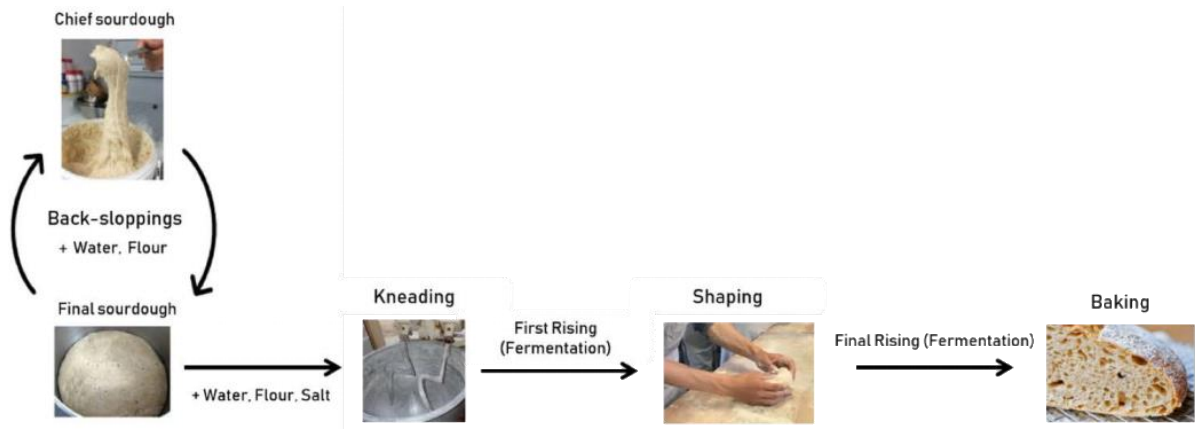 Chief sourdough
Back-sloppings
+ Water, Flour
Final sourdough
+ Water, Flour, Salt
Kneading
First Rising
(Fermentation)
Shaping
Final Rising (Fermentation)
Baking